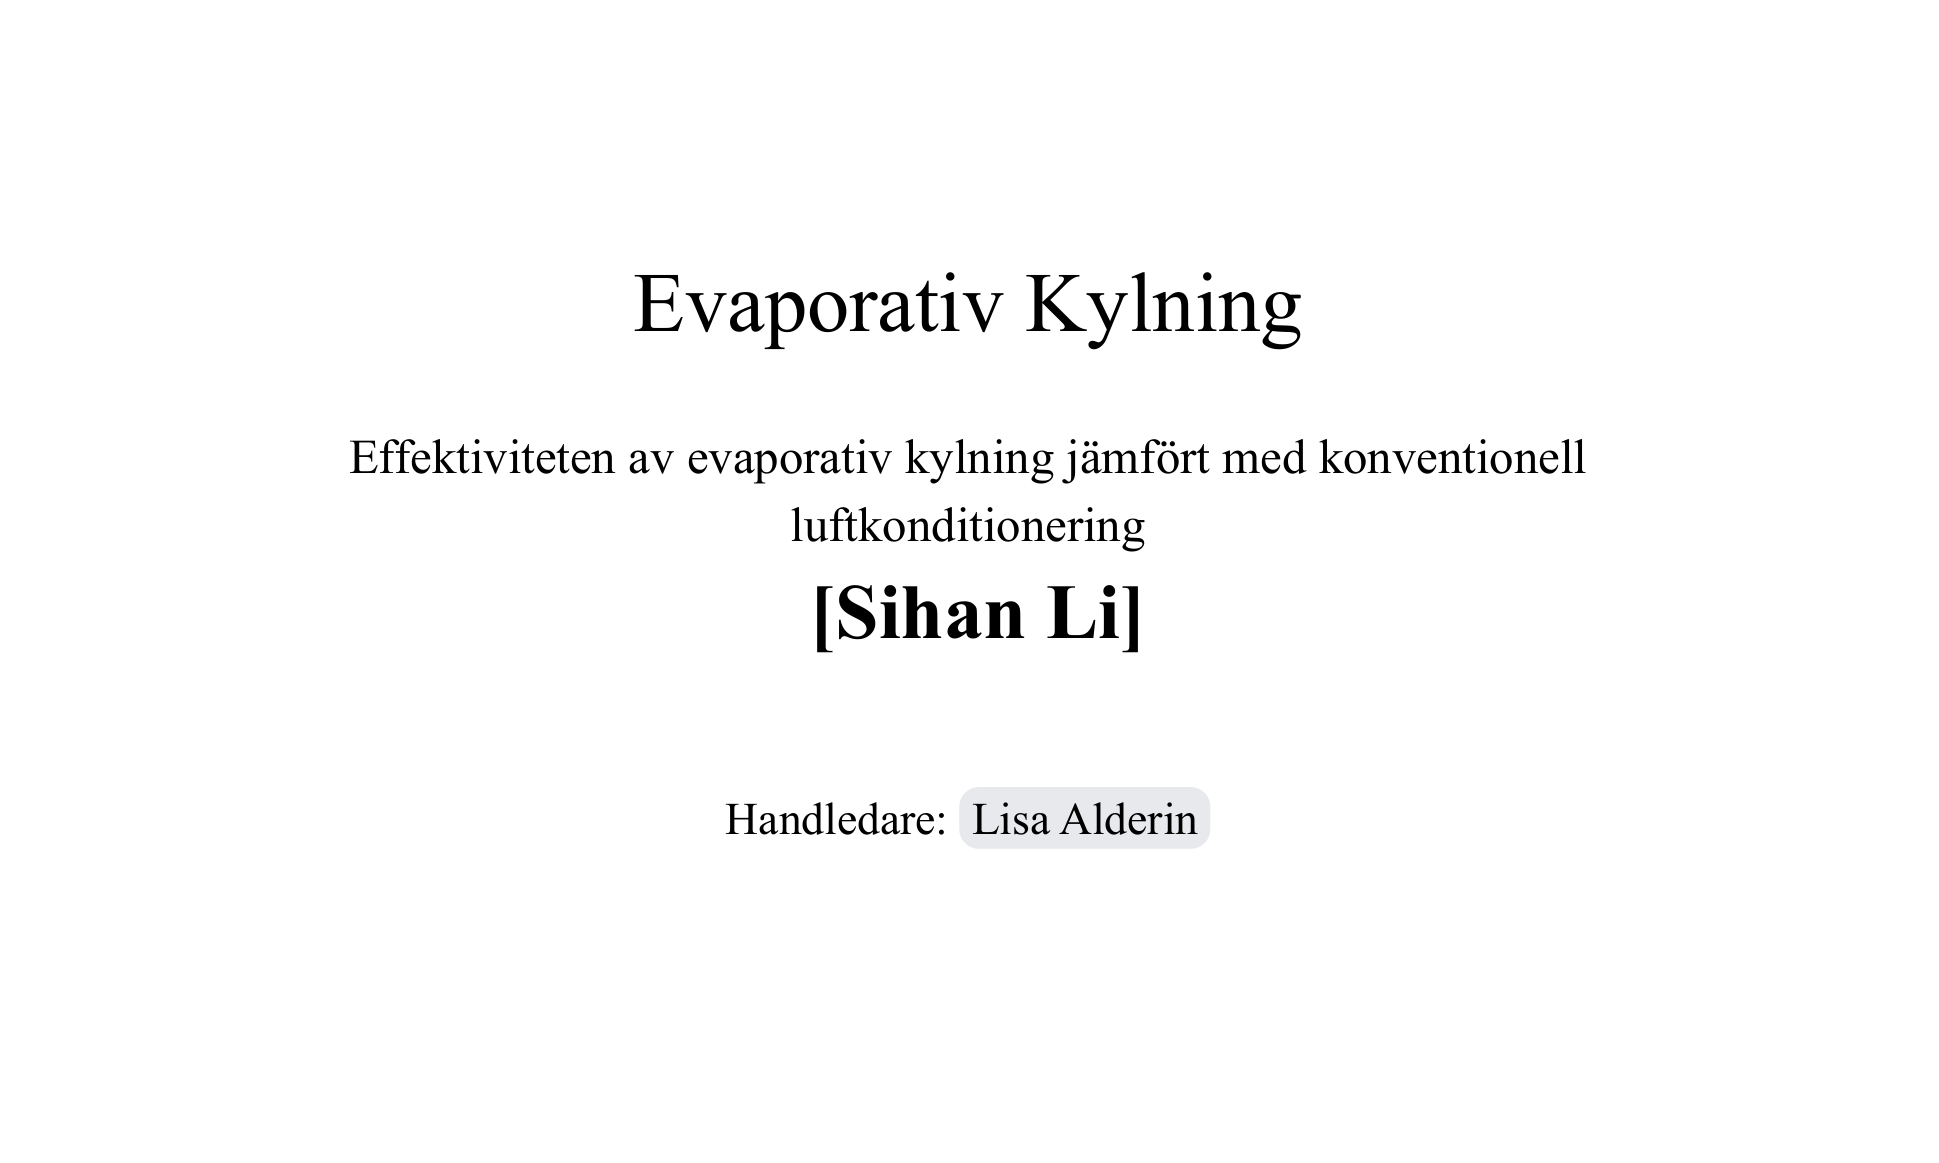 Evaporativ Kylning
Effektiviteten av evaporativ kylning jämfört med konventionell
luftkonditionering
[Sihan Li]
Handledare: Lisa Alderin